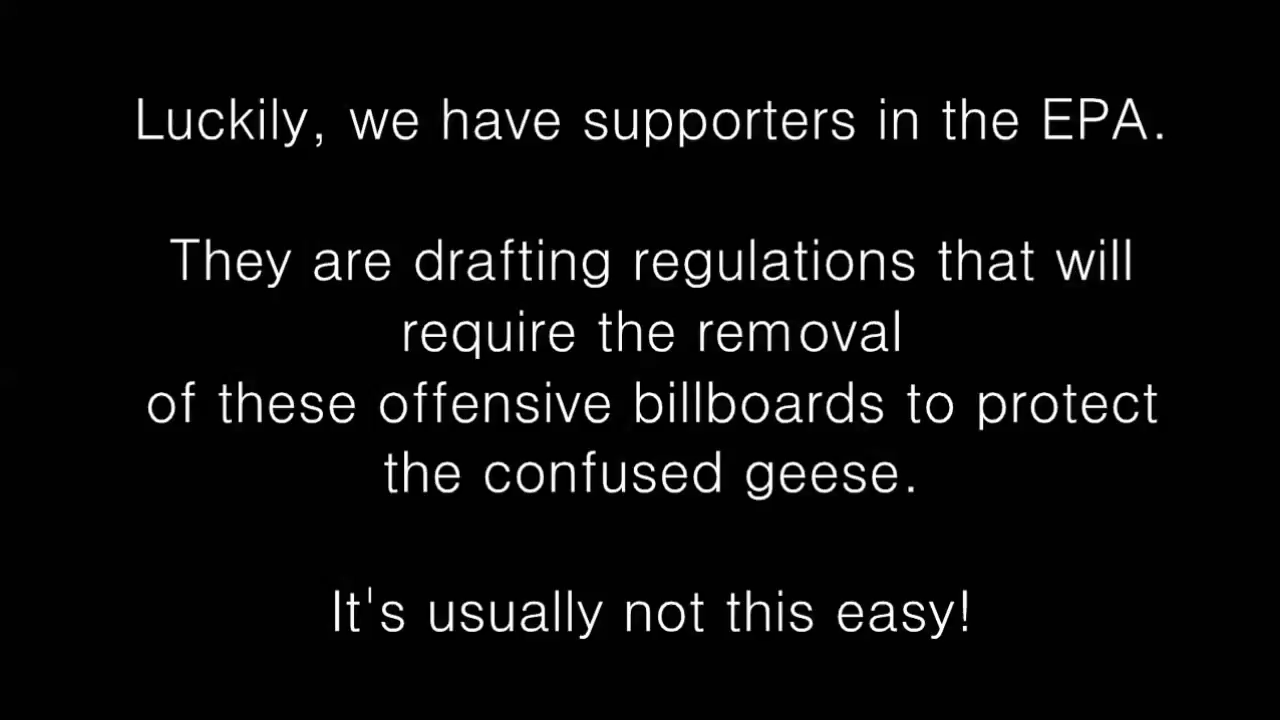 Luckily, we have supporters in the EPA.
They are drafting regulations that will
require the removal
of these offensive billboards to protect
the confused geese.
It's usually not this easy!